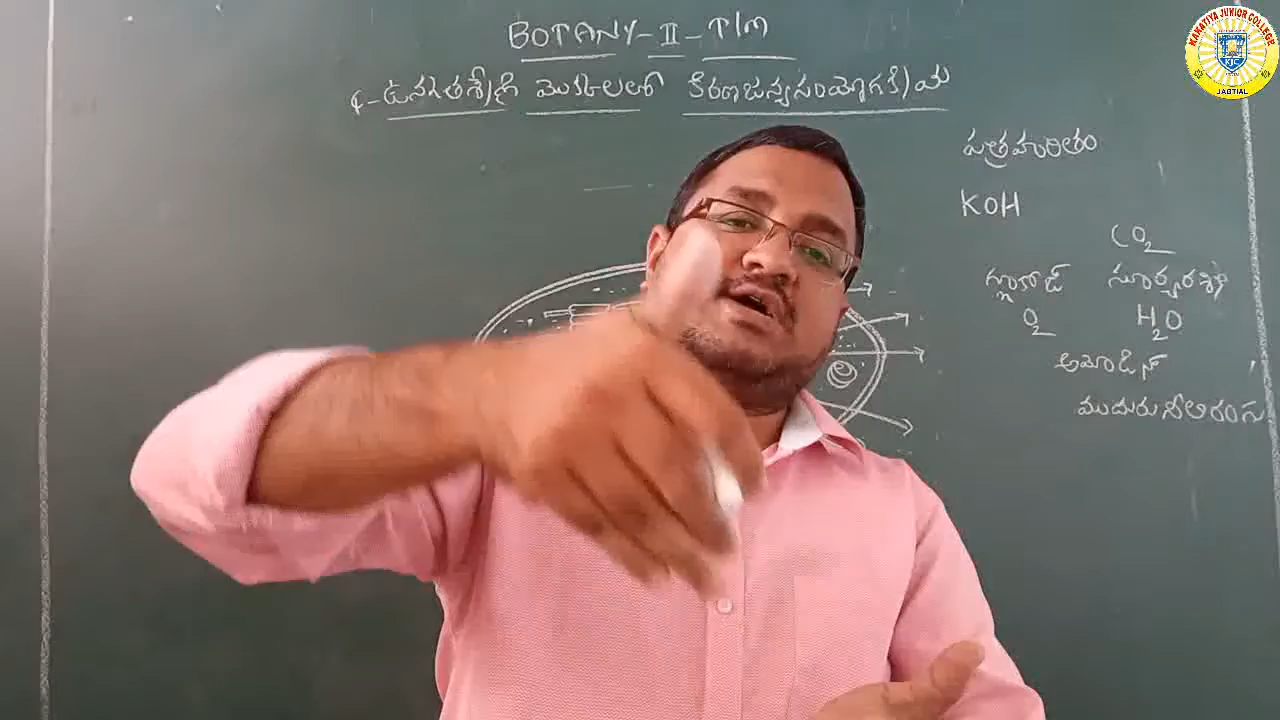 BOTANY-II-T/M
4-ఉన్నతశ్రేణి మొక్కలలో కిరణజన్యసంయోగక్రియ
పత్రహరితం
KOH
CO2
గ్లూకోజ్ సూర్యరశ్మి
O2 H2O
అయోడిన్
ముదురు నీలిరంగు
KAKATIYA JUNIOR COLLEGE
KJC
JAGTIAL